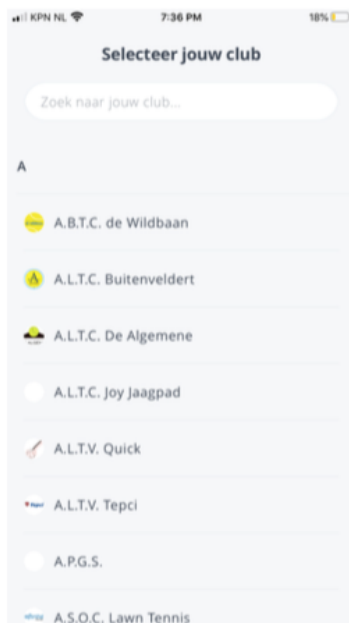 KPN NL 7:36 PM 18%
Selecteer jouw club
Zoek naar jouw club...
A
A.B.T.C. de Wildbaan
A.L.T.C. Buitenveldert
A.L.T.C. De Algemene
A.L.T.C. Joy Jaagpad
A.L.T.V. Quick
A.L.T.V. Tepci
A.P.G.S.
A.S.O.C. Lawn Tennis